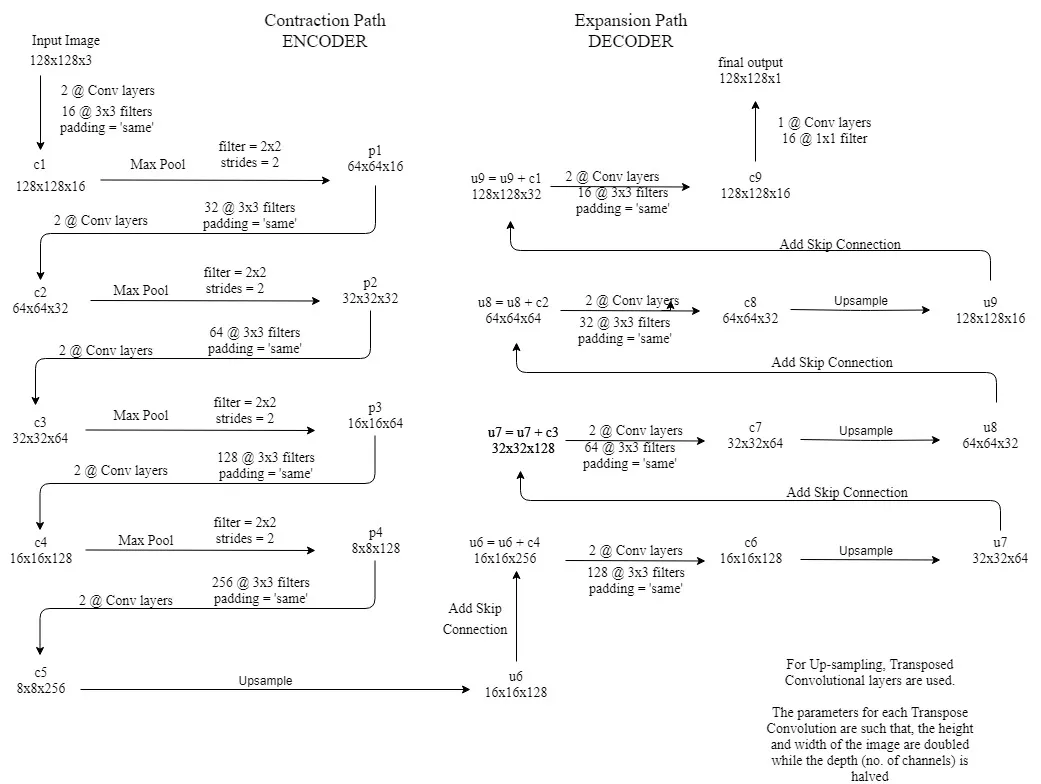 Contraction Path
ENCODER
Input Image
128x128x3
2 @ Conv layers
16 @ 3x3 filters
padding = 'same'
c1
128x128x16
Max Pool
filter = 2x2
strides = 2
p1
64x64x16
2 @ Conv layers
32 @ 3x3 filters
padding = 'same'
c2
64x64x32
Max Pool
filter = 2x2
strides = 2
p2
32x32x32
2 @ Conv layers
64 @ 3x3 filters
padding = 'same'
c3
32x32x64
Max Pool
filter = 2x2
strides = 2
p3
16x16x64
2 @ Conv layers
128 @ 3x3 filters
padding = 'same'
c4
16x16x128
Max Pool
filter = 2x2
strides = 2
p4
8x8x128
2 @ Conv layers
256 @ 3x3 filters
padding = 'same'
c5
8x8x256
Upsample
u6
16x16x128
Add Skip
Connection
Expansion Path
DECODER
u6 = u6 + c4
16x16x256
2 @ Conv layers
128 @ 3x3 filters
padding = 'same'
c6
16x16x128
Upsample
u7
32x32x64
Add Skip Connection
u7 = u7 + c3
32x32x128
2 @ Conv layers
64 @ 3x3 filters
padding = 'same'
c7
32x32x64
Upsample
u8
64x64x32
Add Skip Connection
u8 = u8 + c2
64x64x64
2 @ Conv layers
32 @ 3x3 filters
padding = 'same'
c8
64x64x32
Upsample
u9
128x128x16
Add Skip Connection
u9 = u9 + c1
128x128x32
2 @ Conv layers
16 @ 3x3 filters
padding = 'same'
c9
128x128x16
1 @ Conv layers
16 @ 1x1 filter
final output
128x128x1
For Up-sampling, Transposed
Convolutional layers are used.
The parameters for each Transpose
Convolution are such that, the height
and width of the image are doubled
while the depth (no. of channels) is
halved